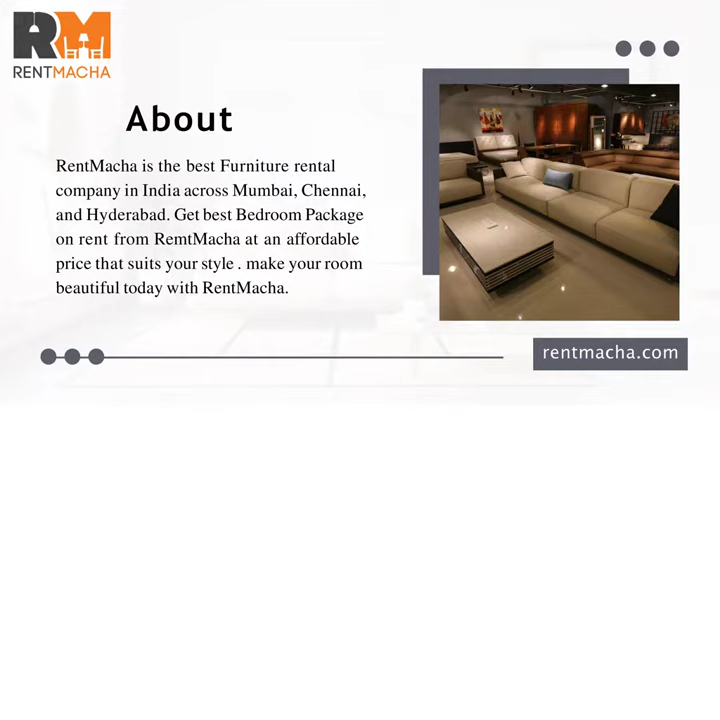 RM
RENTMACHA
About
RentMacha is the best Furniture rental
company in India across Mumbai, Chennai,
and Hyderabad. Get best Bedroom Package
on rent from RemtMacha at an affordable
price that suits your style . make your room
beautiful today with RentMacha.
rentmacha.com